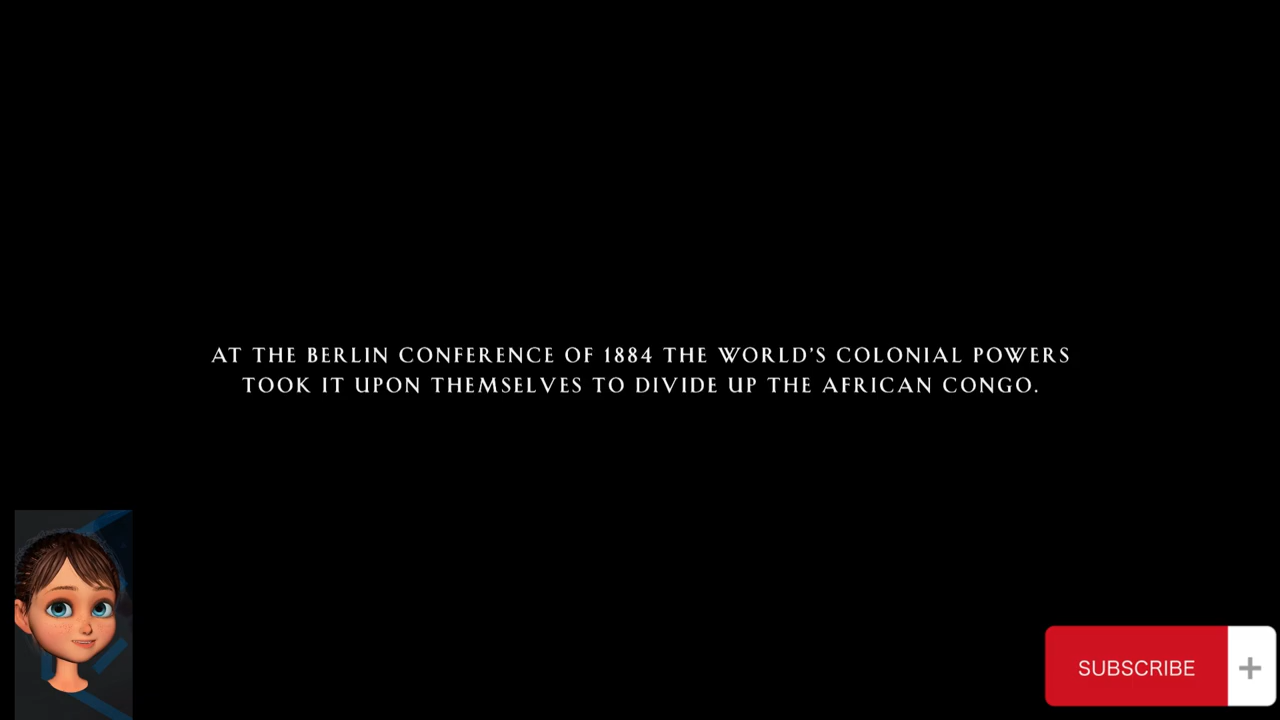 AT THE BERLIN CONFERENCE OF 1884 THE WORLD'S COLONIAL POWERS
TOOK IT UPON THEMSELVES TO DIVIDE UP THE AFRICAN CONGO.
SUBSCRIBE +